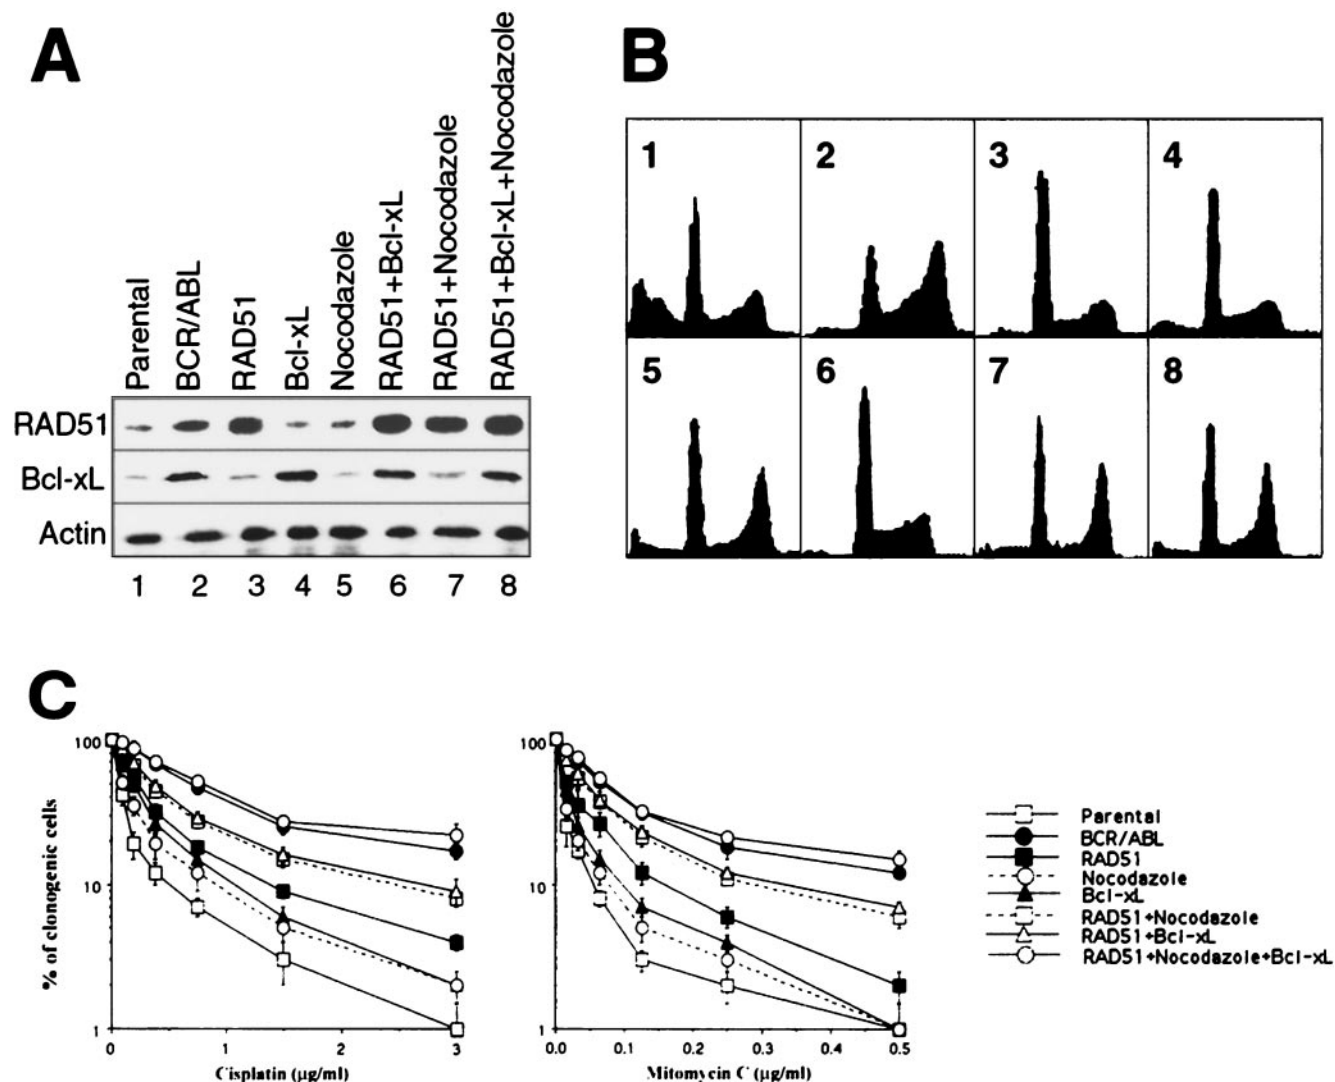 A
Parental
BCR/ABL
RAD51
Bcl-xL
Nocodazole
RAD51+Bcl-xL
RAD51+Nocodazole
RAD51+Bcl-xL+Nocodazole
RAD51
Bcl-xL
Actin
1 2 3 4 5 6 7 8
B
1 2 3 4
5 6 7 8
C
100
10
1
% of clonogenic cells
0 1 2 3
Cisplatin (µg/ml)
100
10
1
0.0 0.1 0.2 0.3 0.4 0.5
Mitomycin C (µg/ml)
Parental
BCR/ABL
RAD51
Nocodazole
Bcl-xL
RAD51+Nocodazole
RAD51+Bcl-xL
RAD51+Nocodazole+Bcl-xL